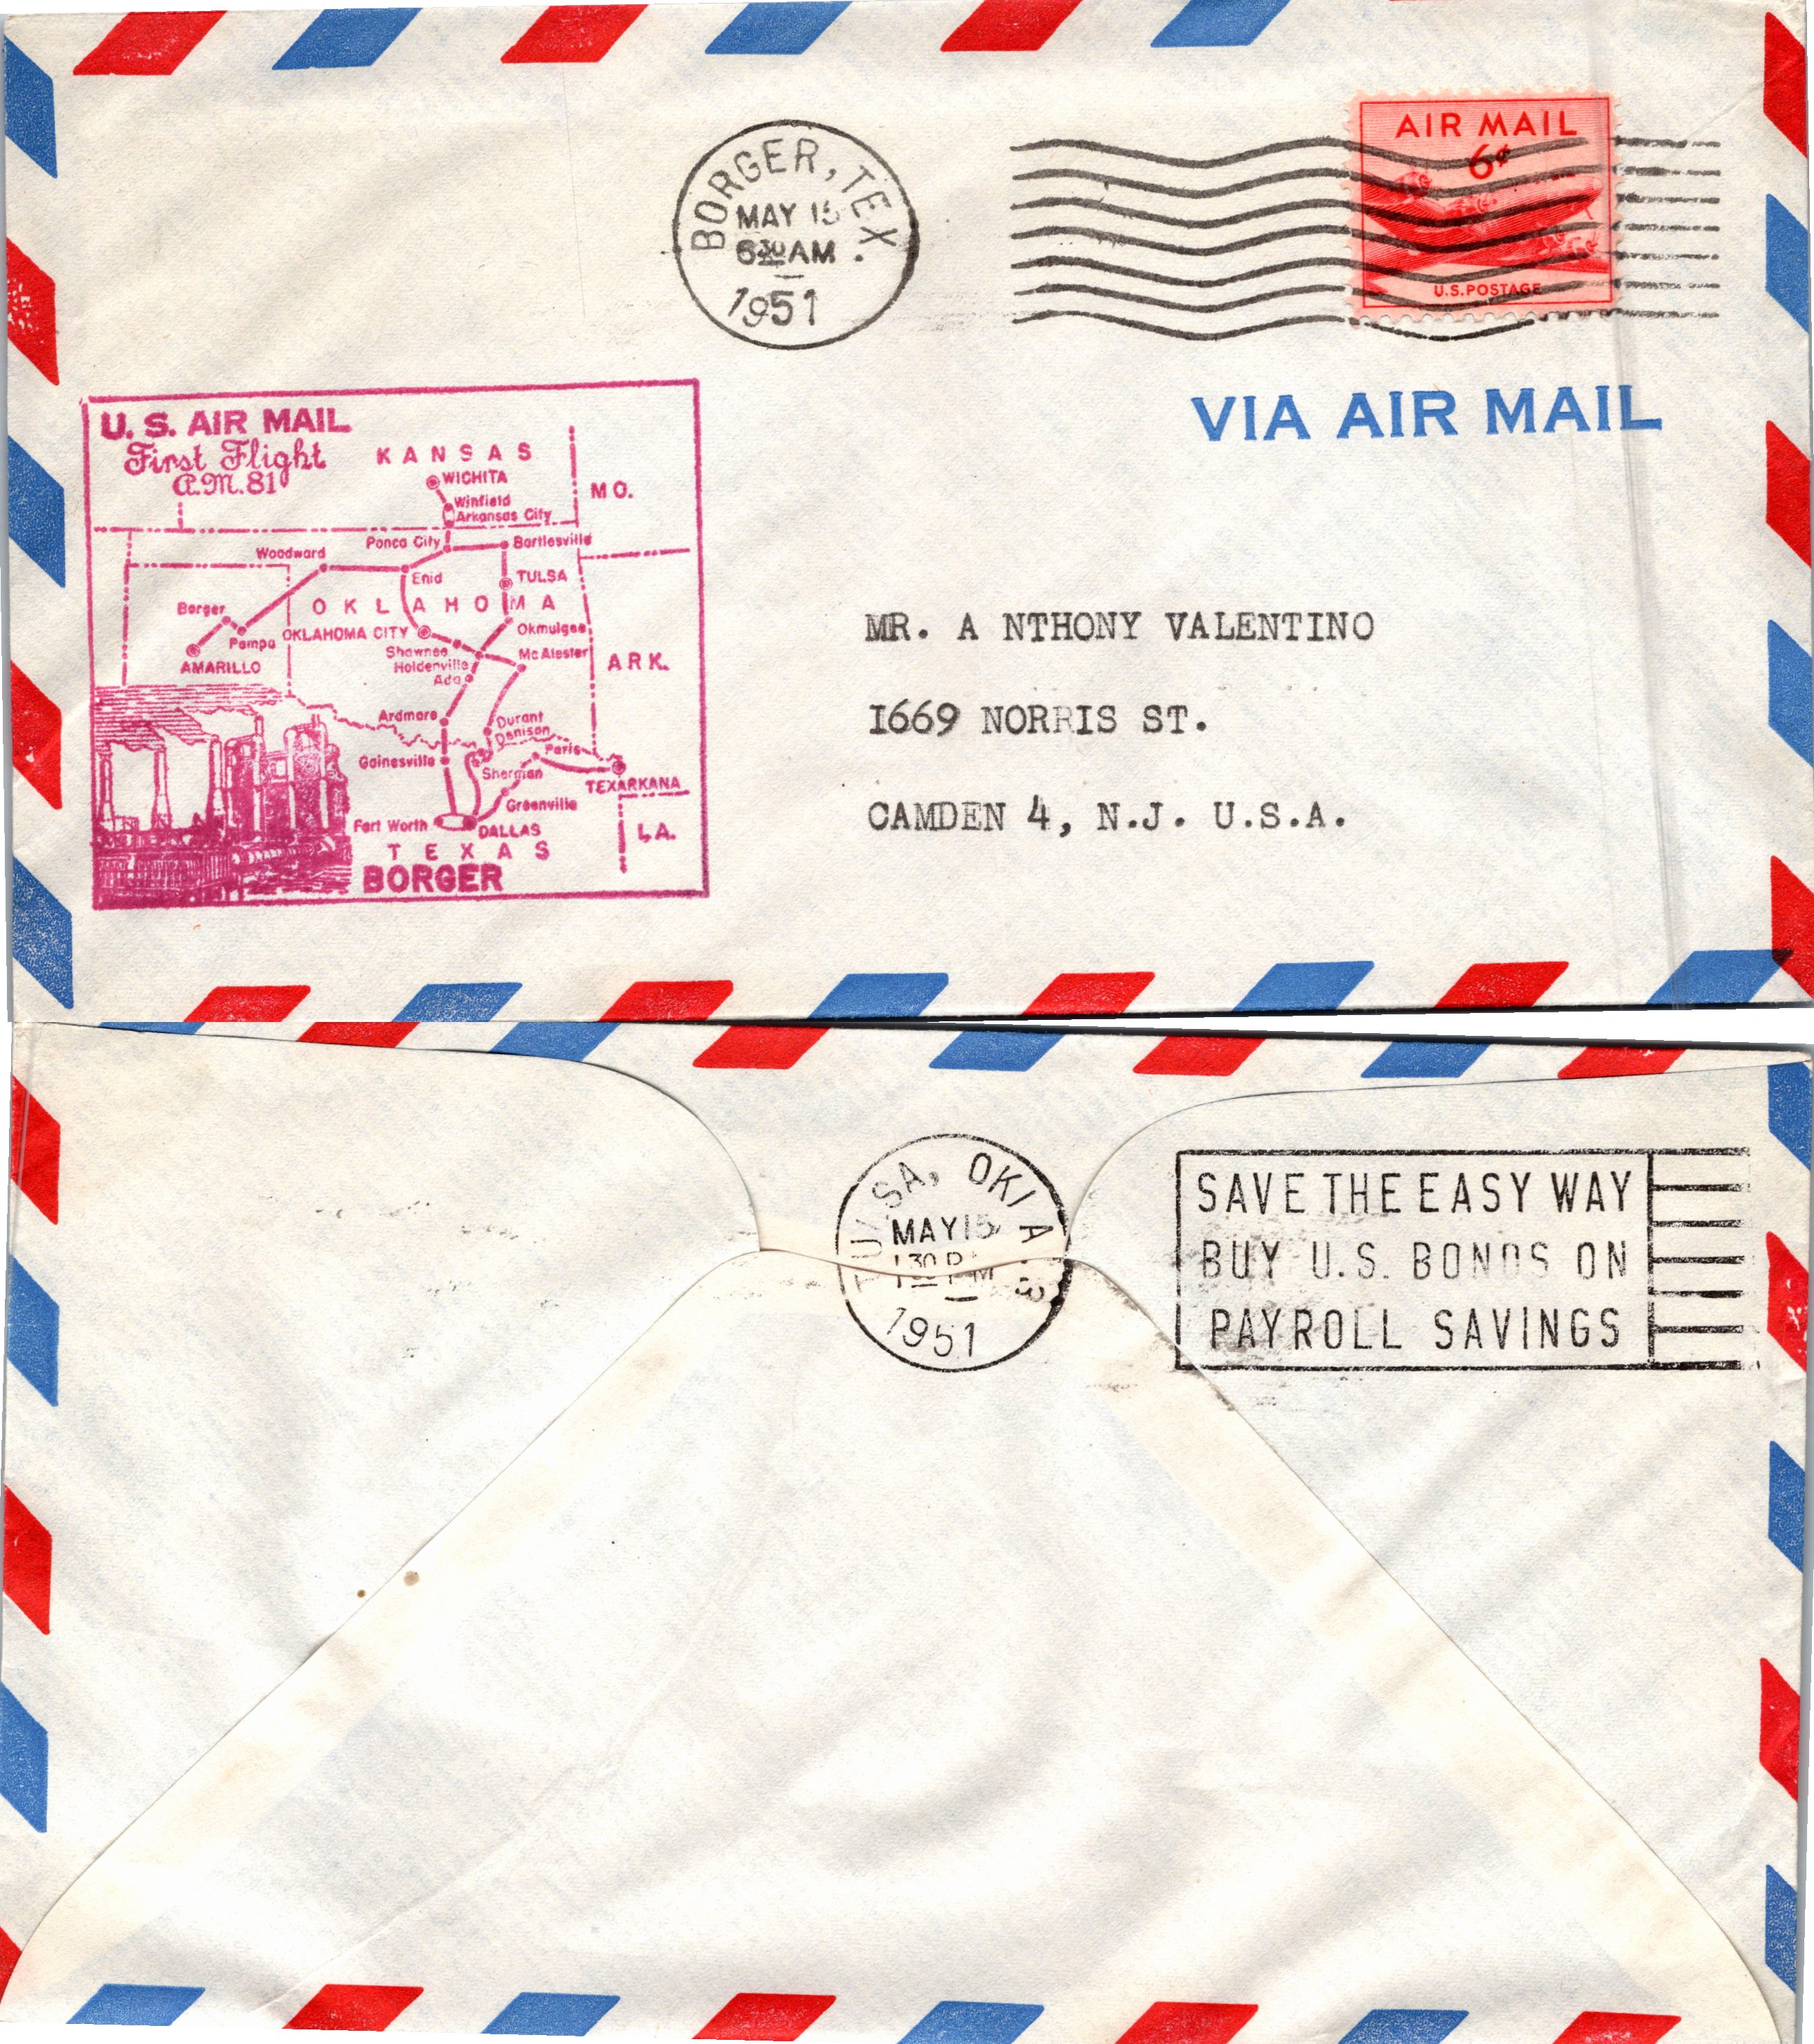 BORGER, TEX.
MAY 15
6 30 AM
1951
AIR MAIL
6¢
U.S. POSTAGE
VIA AIR MAIL
U. S. AIR MAIL
First Flight
A.M. 81
KANSAS
WICHITA
MO.
Winfield
Arkansas City
Ponca City
Bartlesville
Woodward
Enid
TULSA
Borger
OKLAHOMA
Pampa
OKLAHOMA CITY
Okmulgee
AMARILLO
Shawnee
McAlester
Holdenville
ARK.
Ada
Ardmore
Durant
Denison
Paris
Gainesville
Sherman
TEXARKANA
Greenville
Fort Worth
DALLAS
LA.
TEXAS
BORGER
MR. A NTHONY VALENTINO
1669 NORRIS ST.
CAMDEN 4, N.J. U.S.A.
TULSA, OKLA.
MAY 15
1 30 PM
1951
SAVE THE EASY WAY
BUY U.S. BONDS ON
PAYROLL SAVINGS